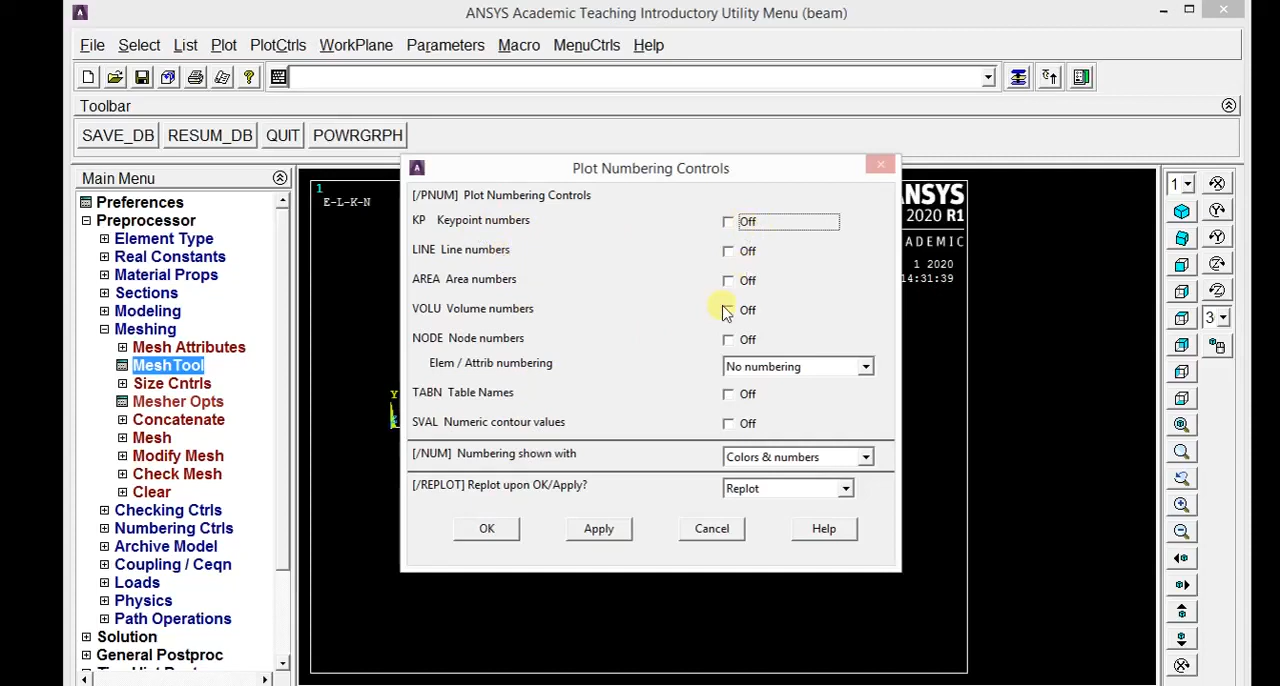 ANSYS Academic Teaching Introductory Utility Menu (beam)
File Select List Plot PlotCtrls WorkPlane Parameters Macro MenuCtrls Help
Toolbar
SAVE_DB RESUM_DB QUIT POWRGRPH
Main Menu
Preferences
Preprocessor
Element Type
Real Constants
Material Props
Sections
Modeling
Meshing
Mesh Attributes
MeshTool
Size Cntrls
Mesher Opts
Concatenate
Mesh
Modify Mesh
Check Mesh
Clear
Checking Ctrls
Numbering Ctrls
Archive Model
Coupling / Ceqn
Loads
Physics
Path Operations
Solution
General Postproc
1
E-L-K-N
Y
ANSYS
2020 R1
ADEMIC
1 2020
14:31:39
Plot Numbering Controls
[/PNUM] Plot Numbering Controls
KP Keypoint numbers Off
LINE Line numbers Off
AREA Area numbers Off
VOLU Volume numbers Off
NODE Node numbers Off
Elem / Attrib numbering No numbering
TABN Table Names Off
SVAL Numeric contour values Off
[/NUM] Numbering shown with Colors & numbers
[/REPLOT] Replot upon OK/Apply? Replot
OK Apply Cancel Help
1
3